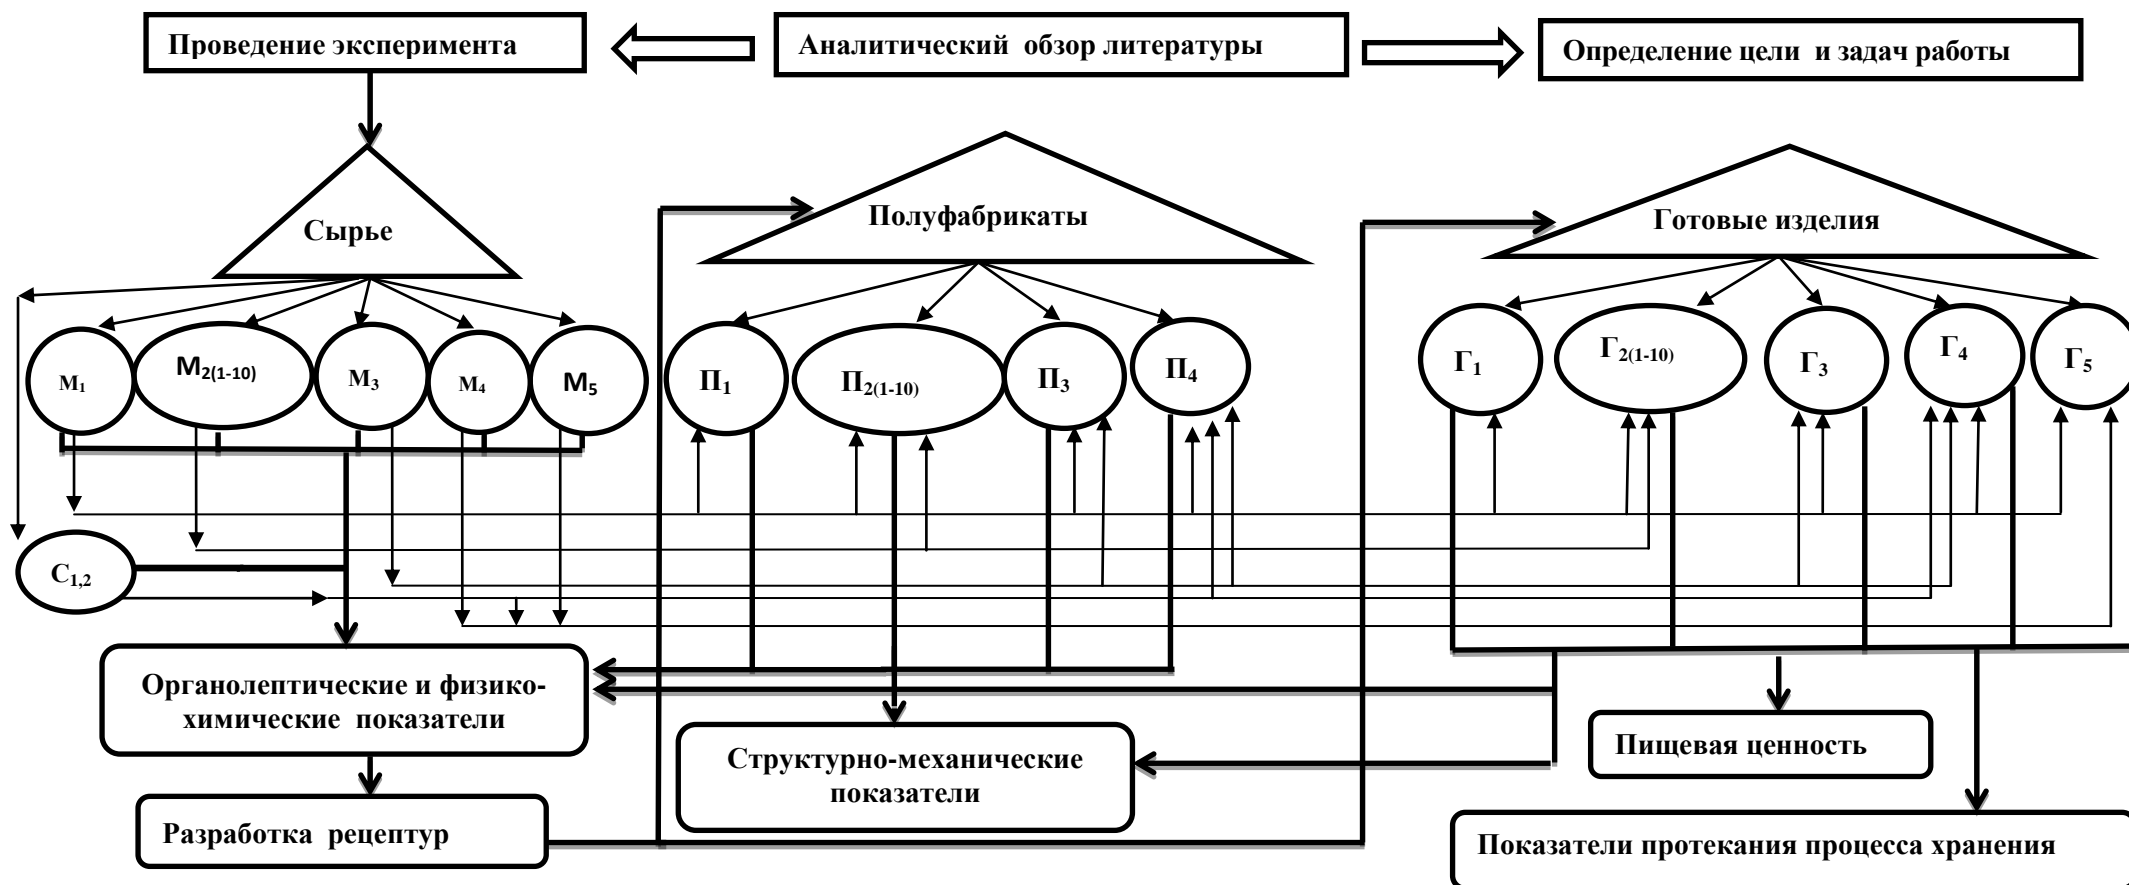 Проведение эксперимента
Аналитический обзор литературы
Определение цели и задач работы
Сырье
Полуфабрикаты
Готовые изделия
М1
М2(1-10)
М3
М4
М5
П1
П2(1-10)
П3
П4
Г1
Г2(1-10)
Г3
Г4
Г5
С1,2
Органолептические и физико-
химические показатели
Структурно-механические
показатели
Пищевая ценность
Разработка рецептур
Показатели протекания процесса хранения